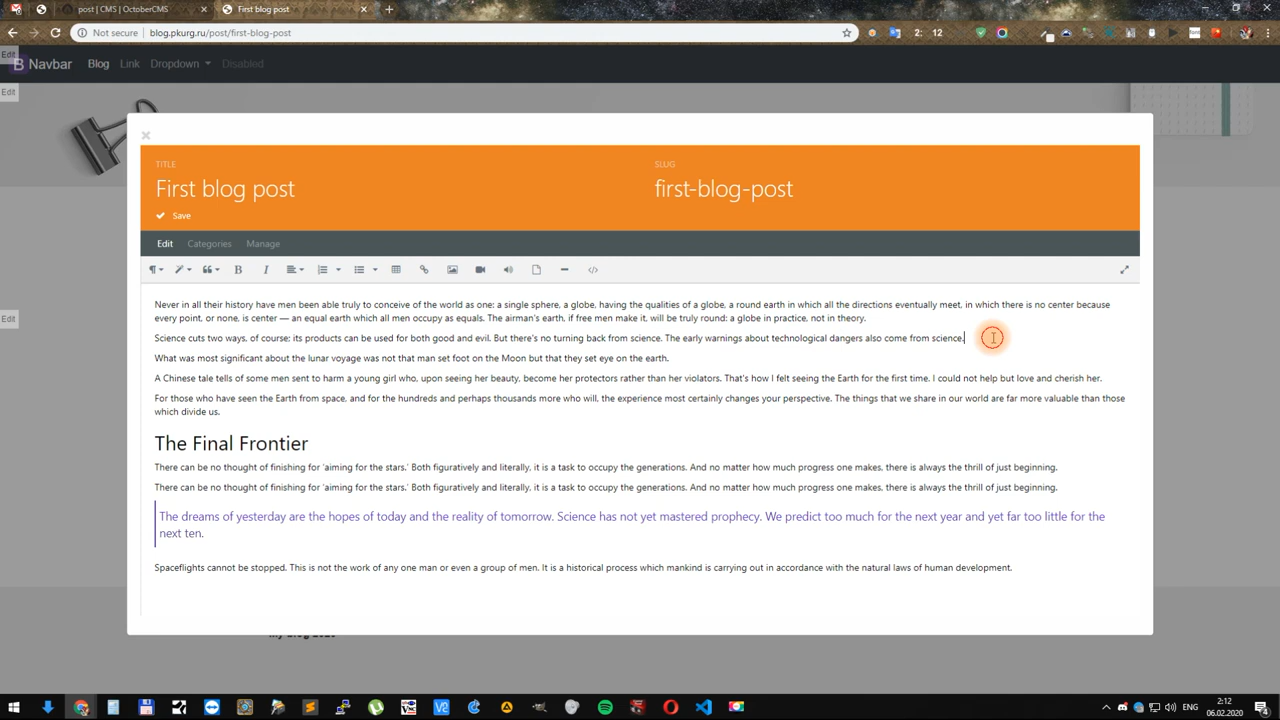 post | CMS | OctoberCMS
First blog post
Not secure
blog.pkurg.ru/post/first-blog-post
2:
12
Edit
B Navbar
Blog
Link
Dropdown
Disabled
Edit
TITLE
SLUG
First blog post
first-blog-post
Save
Edit
Categories
Manage
Never in all their history have men been able truly to conceive of the world as one: a single sphere, a globe, having the qualities of a globe, a round earth in which all the directions eventually meet, in which there is no center because
every point, or none, is center — an equal earth which all men occupy as equals. The airman's earth, if free men make it, will be truly round: a globe in practice, not in theory.
Edit
Science cuts two ways, of course; its products can be used for both good and evil. But there's no turning back from science. The early warnings about technological dangers also come from science.
What was most significant about the lunar voyage was not that man set foot on the Moon but that they set eye on the earth.
A Chinese tale tells of some men sent to harm a young girl who, upon seeing her beauty, become her protectors rather than her violators. That's how I felt seeing the Earth for the first time. I could not help but love and cherish her.
For those who have seen the Earth from space, and for the hundreds and perhaps thousands more who will, the experience most certainly changes your perspective. The things that we share in our world are far more valuable than those
which divide us.
The Final Frontier
There can be no thought of finishing for 'aiming for the stars.' Both figuratively and literally, it is a task to occupy the generations. And no matter how much progress one makes, there is always the thrill of just beginning.
There can be no thought of finishing for 'aiming for the stars.' Both figuratively and literally, it is a task to occupy the generations. And no matter how much progress one makes, there is always the thrill of just beginning.
The dreams of yesterday are the hopes of today and the reality of tomorrow. Science has not yet mastered prophecy. We predict too much for the next year and yet far too little for the
next ten.
Spaceflights cannot be stopped. This is not the work of any one man or even a group of men. It is a historical process which mankind is carrying out in accordance with the natural laws of human development.
ENG
2:12
06.02.2020
4